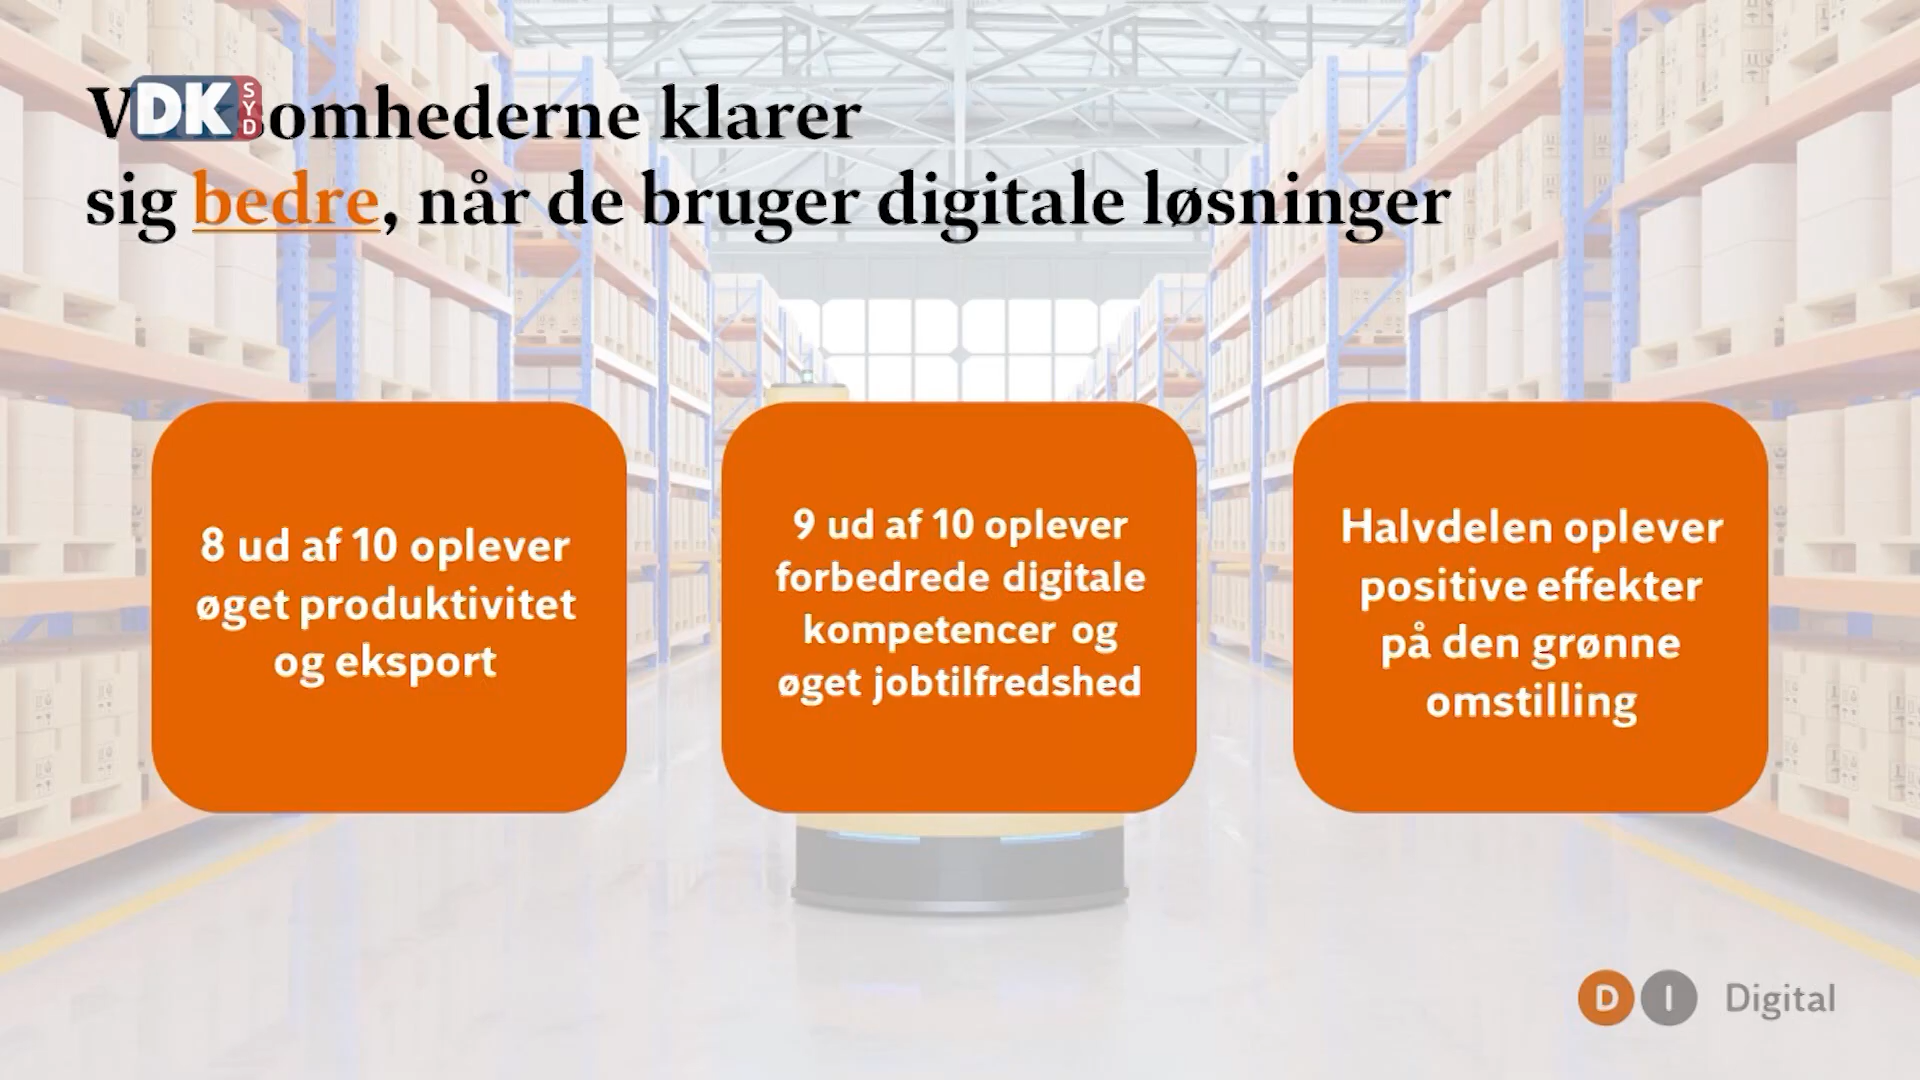 DK SYD
Virksomhederne klarer
sig bedre, når de bruger digitale løsninger
8 ud af 10 oplever
øget produktivitet
og eksport
9 ud af 10 oplever
forbedrede digitale
kompetencer og
øget jobtilfredshed
Halvdelen oplever
positive effekter
på den grønne
omstilling
DI Digital